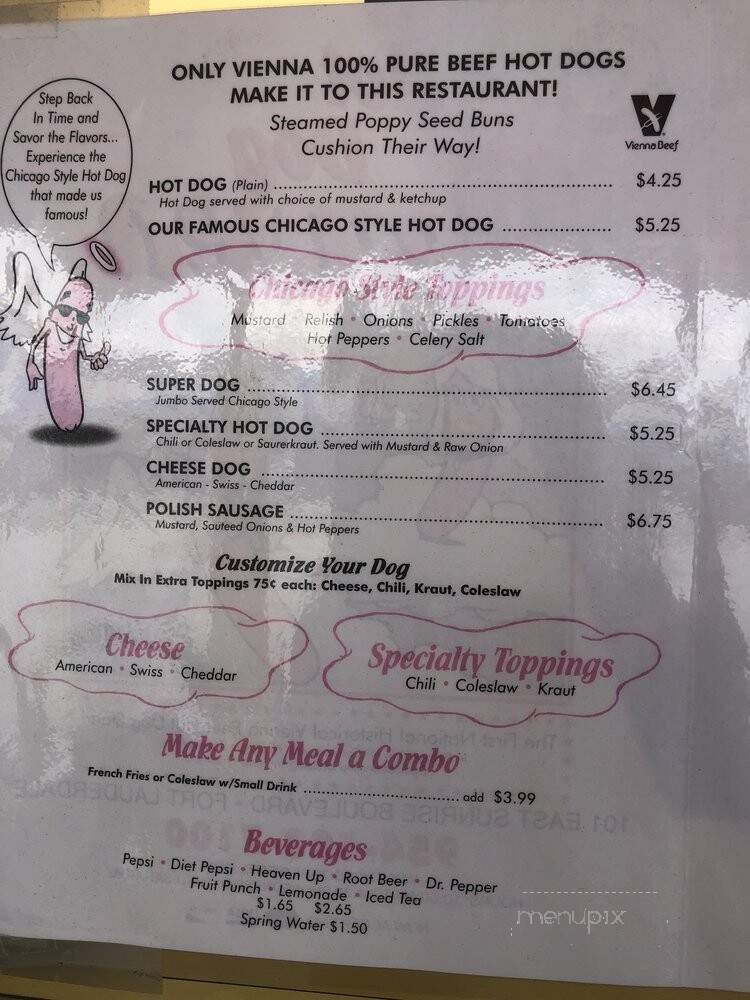 ONLY VIENNA 100% PURE BEEF HOT DOGS
MAKE IT TO THIS RESTAURANT!
Steamed Poppy Seed Buns
Cushion Their Way!
Vienna Beef
Step Back
In Time and
Savor the Flavors...
Experience the
Chicago Style Hot Dog
that made us
famous!
HOT DOG (Plain) ........ $4.25
Hot Dog served with choice of mustard & ketchup
OUR FAMOUS CHICAGO STYLE HOT DOG ........ $5.25
Chicago Style Toppings
Mustard • Relish • Onions • Pickles • Tomatoes
Hot Peppers • Celery Salt
SUPER DOG ........ $6.45
Jumbo Served Chicago Style
SPECIALTY HOT DOG ........ $5.25
Chili or Coleslaw or Saurerkraut. Served with Mustard & Raw Onion
CHEESE DOG ........ $5.25
American - Swiss - Cheddar
POLISH SAUSAGE ........ $6.75
Mustard, Sauteed Onions & Hot Peppers
Customize Your Dog
Mix In Extra Toppings 75¢ each: Cheese, Chili, Kraut, Coleslaw
Cheese
American • Swiss • Cheddar
Specialty Toppings
Chili • Coleslaw • Kraut
Make Any Meal a Combo
French Fries or Coleslaw w/Small Drink ........ add $3.99
101 EAST SUNRISE BOULEVARD - FORT LAUDERDALE
Beverages
Pepsi • Diet Pepsi • Heaven Up • Root Beer • Dr. Pepper
Fruit Punch • Lemonade • Iced Tea
$1.65 $2.65
Spring Water $1.50
menupix